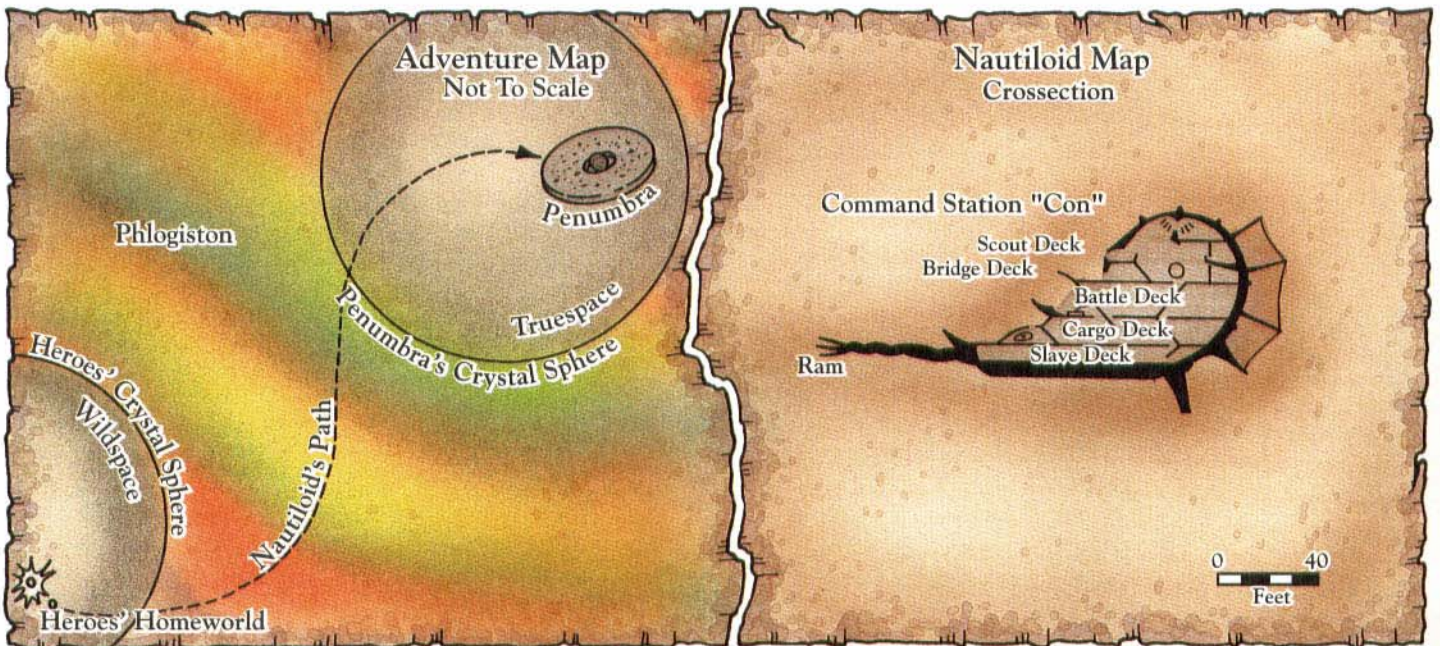 Adventure Map
Not To Scale
Penumbra
Phlogiston
Truespace
Penumbra's Crystal Sphere
Heroes' Crystal Sphere
Wildspace
Nautiloid's Path
Heroes' Homeworld
Nautiloid Map
Crossection
Command Station "Con"
Scout Deck
Bridge Deck
Battle Deck
Cargo Deck
Slave Deck
Ram
0 40
Feet